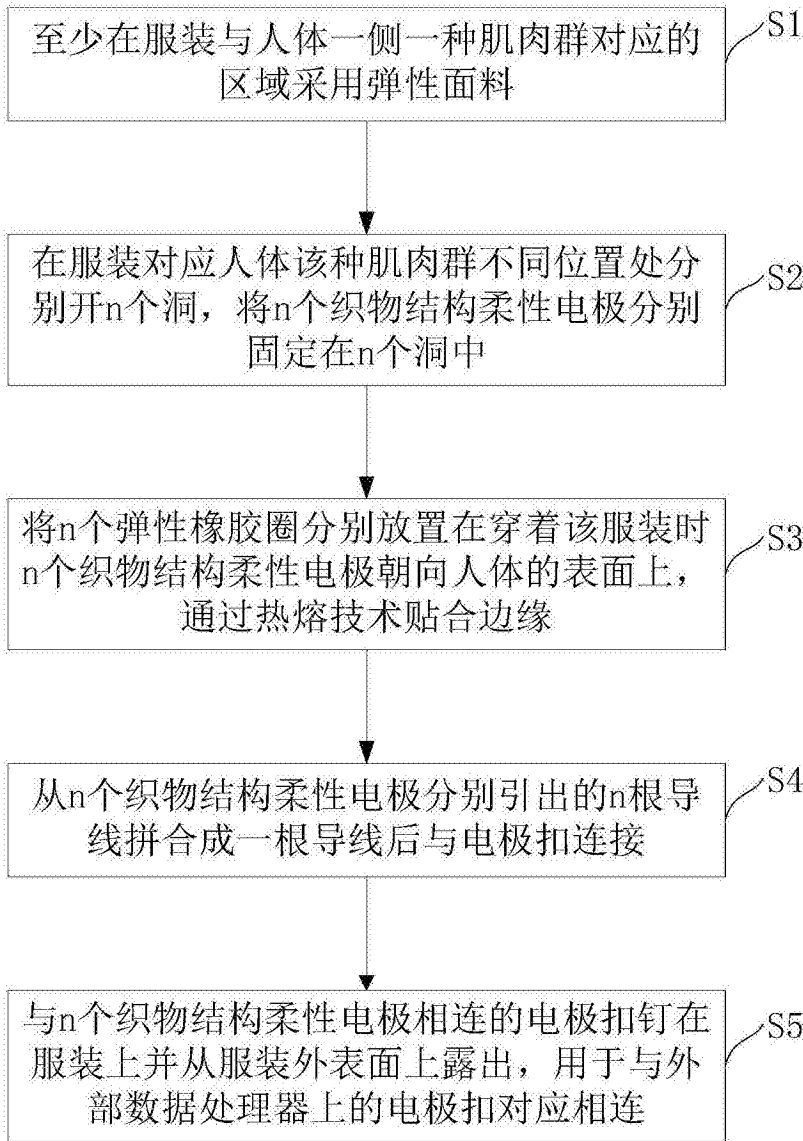 至少在服装与人体一侧一种肌肉群对应的
区域采用弹性面料
S1
在服装对应人体该种肌肉群不同位置处分
别开n个洞，将n个织物结构柔性电极分别
固定在n个洞中
S2
将n个弹性橡胶圈分别放置在穿着该服装时
n个织物结构柔性电极朝向人体的表面上，
通过热熔技术贴合边缘
S3
从n个织物结构柔性电极分别引出的n根导
线拼合成一根导线后与电极扣连接
S4
与n个织物结构柔性电极相连的电极扣钉在
服装上并从服装外表面上露出，用于与外
部数据处理器上的电极扣对应相连
S5